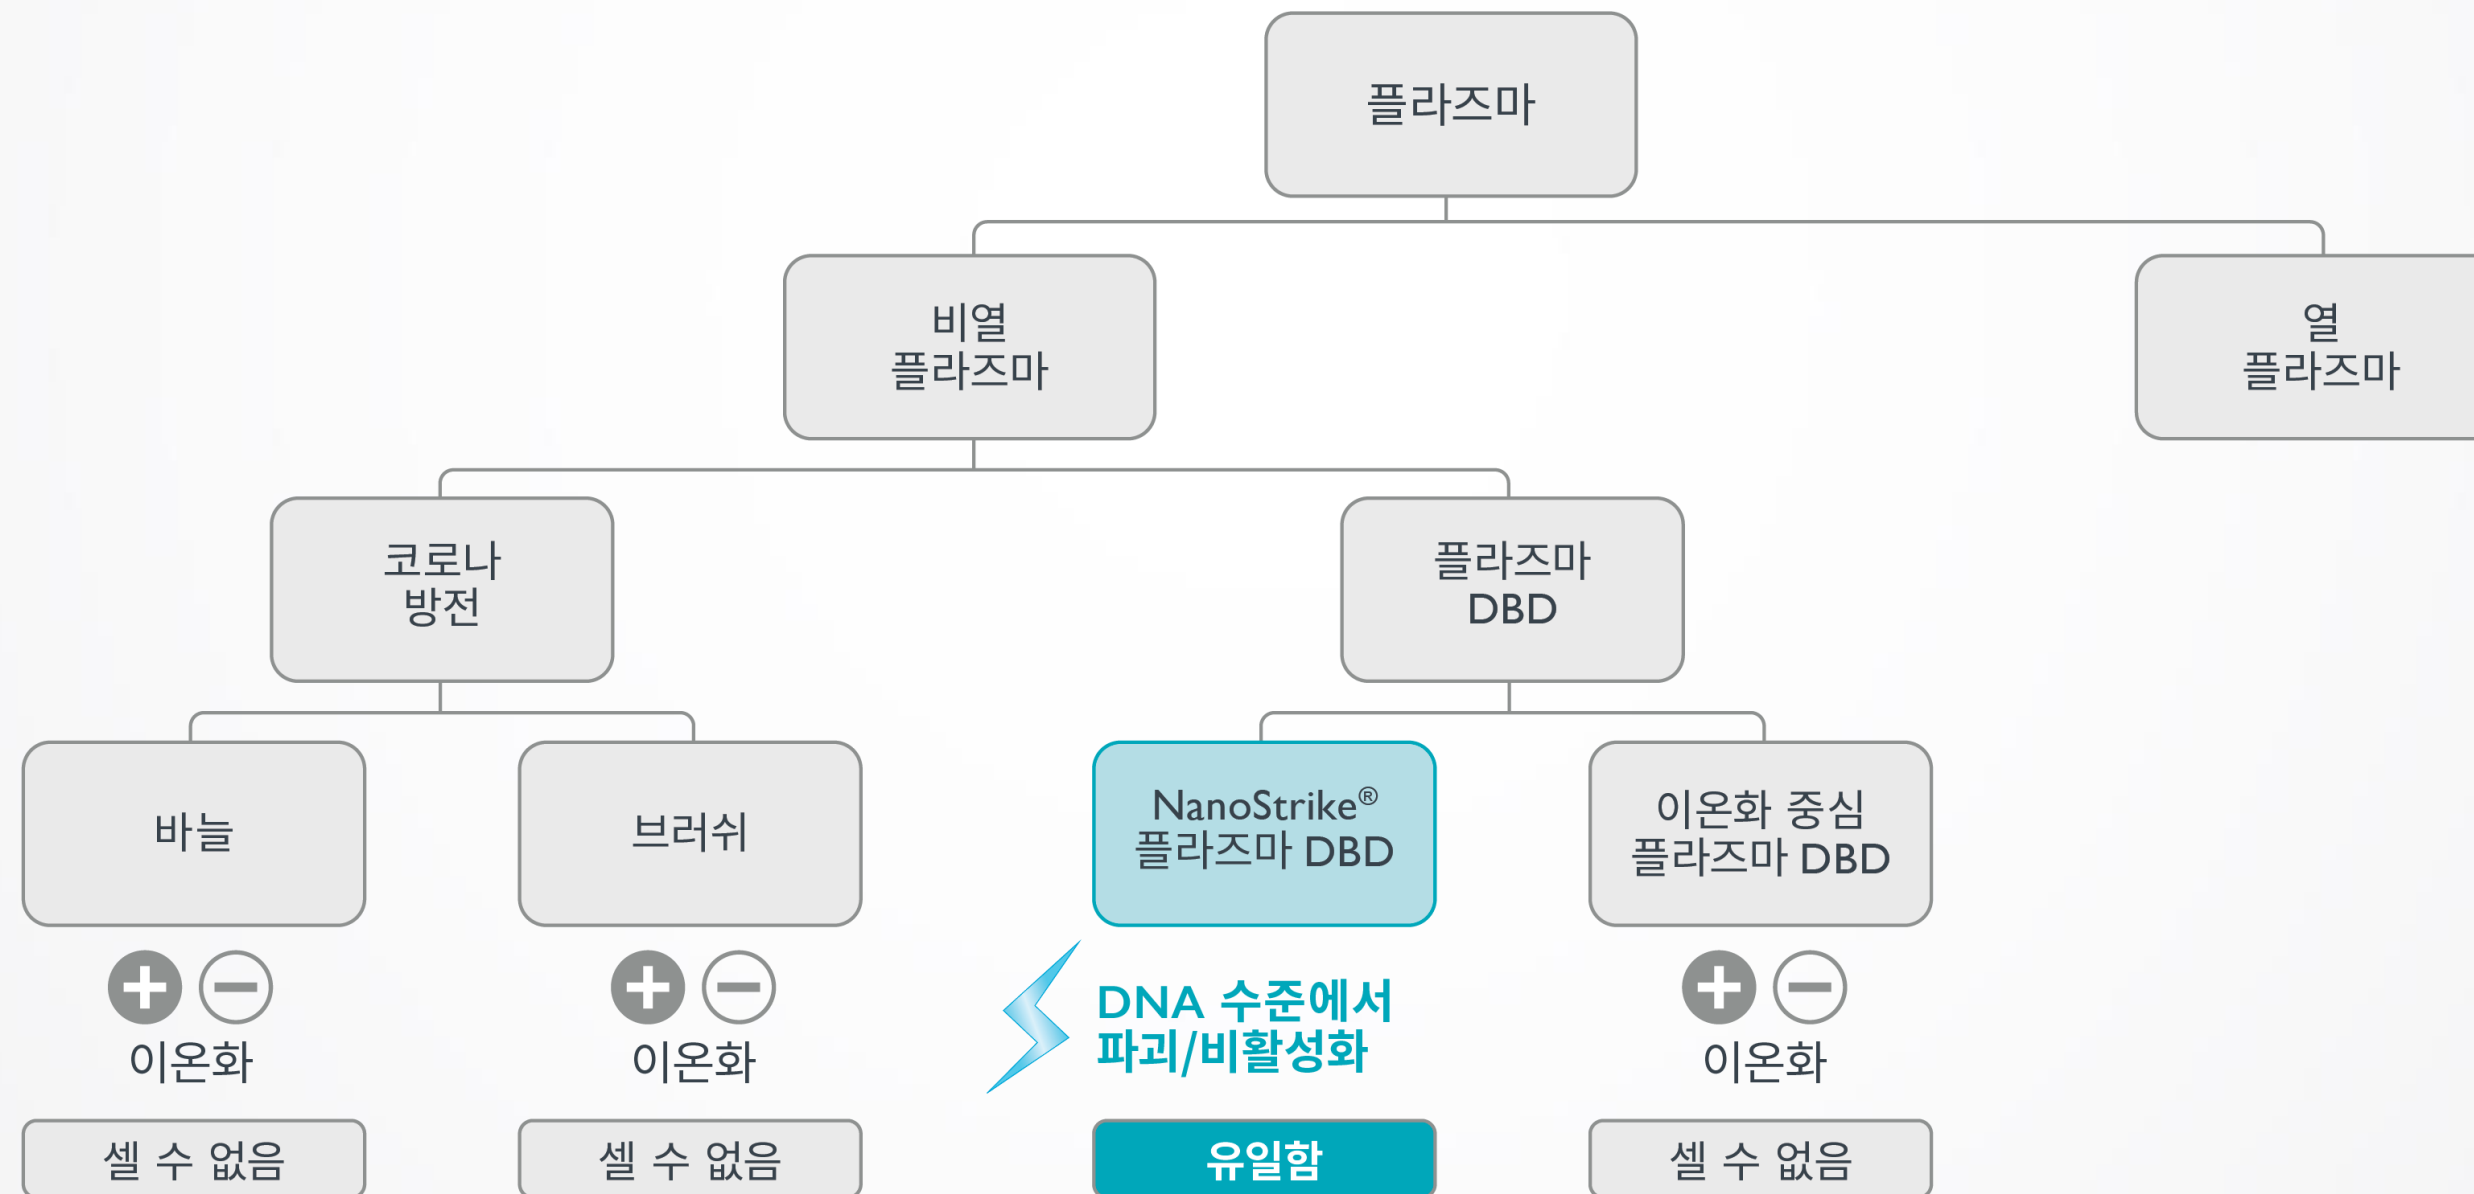 플라즈마
비열
플라즈마
열
플라즈마
코로나
방전
플라즈마
DBD
바늘
브러쉬
NanoStrike®
플라즈마 DBD
이온화 중심
플라즈마 DBD
이온화
이온화
DNA 수준에서
파괴/비활성화
이온화
셀 수 없음
셀 수 없음
유일함
셀 수 없음